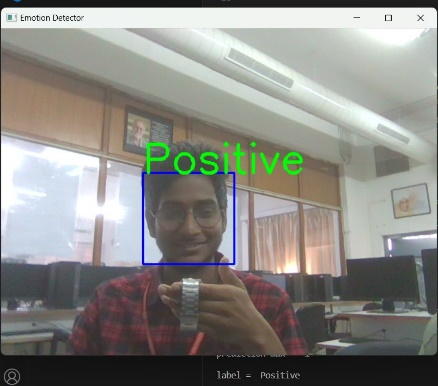 Emotion Detector
Positive
label = Positive